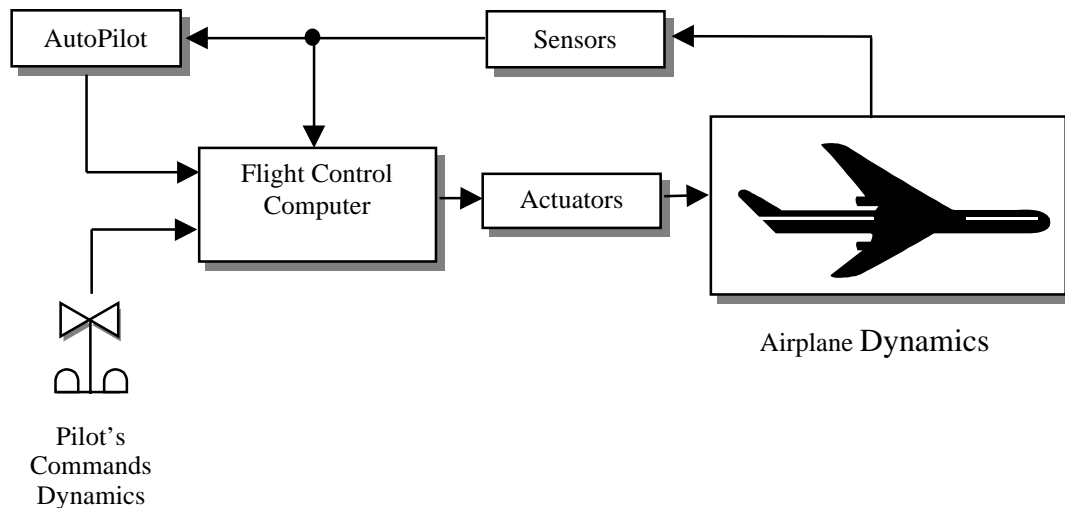 AutoPilot
Sensors
Flight Control
Computer
Actuators
Airplane Dynamics
Pilot's
Commands
Dynamics